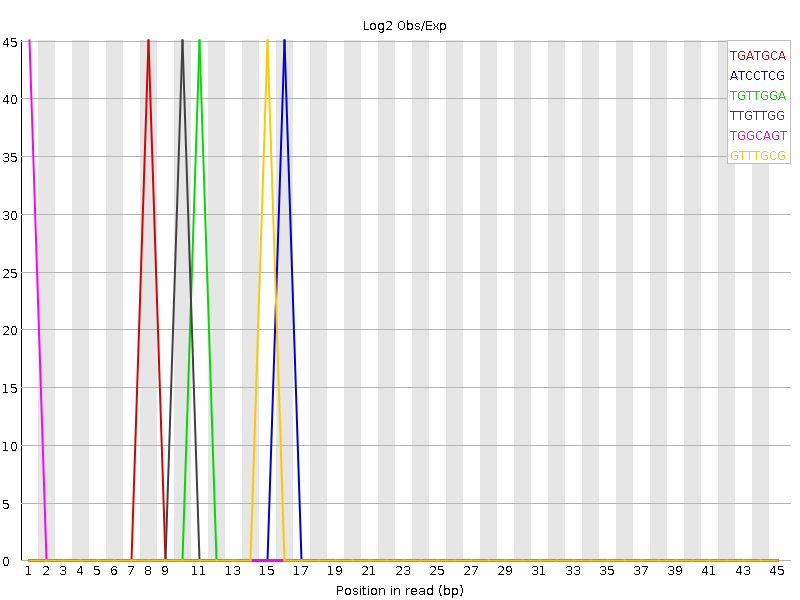 Log2 Obs/Exp
45
40
35
30
25
20
15
10
5
0
TGATGCA
ATCCTCG
TGTTGGA
TTGTTGG
TGGCAGT
GTTTGCG
1 2 3 4 5 6 7 8 9 11 13 15 17 19 21 23 25 27 29 31 33 35 37 39 41 43 45
Position in read (bp)